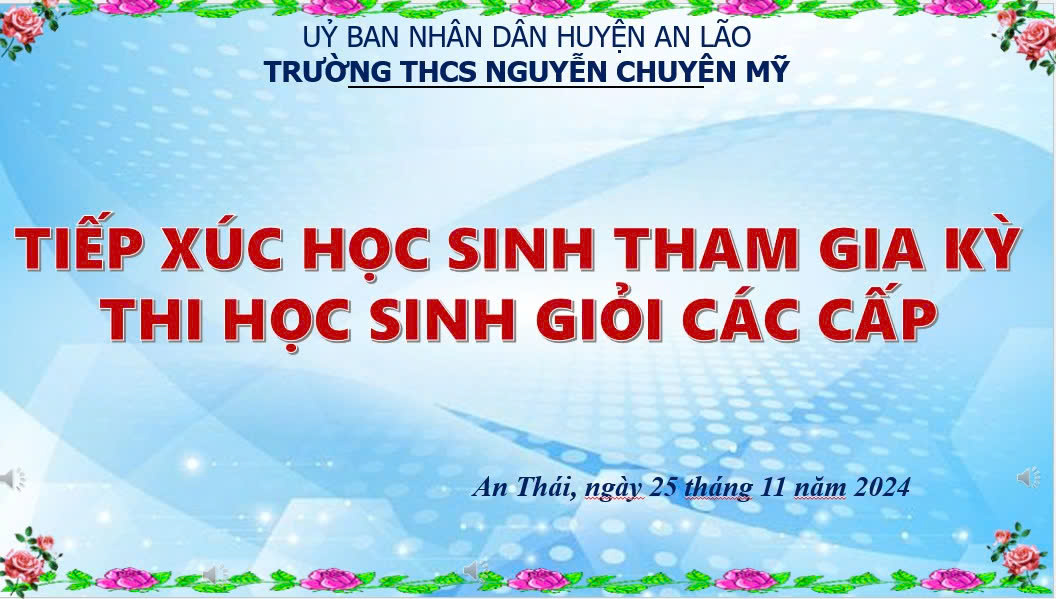 UỶ BAN NHÂN DÂN HUYỆN AN LÃO
TRƯỜNG THCS NGUYỄN CHUYÊN MỸ
TIẾP XÚC HỌC SINH THAM GIA KỲ
THI HỌC SINH GIỎI CÁC CẤP
An Thái, ngày 25 tháng 11 năm 2024